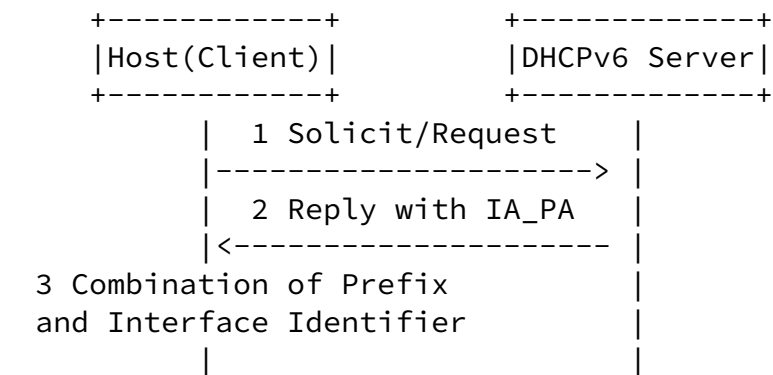 Host(Client) DHCPv6 Server
1 Solicit/Request
2 Reply with IA_PA
3 Combination of Prefix
and Interface Identifier